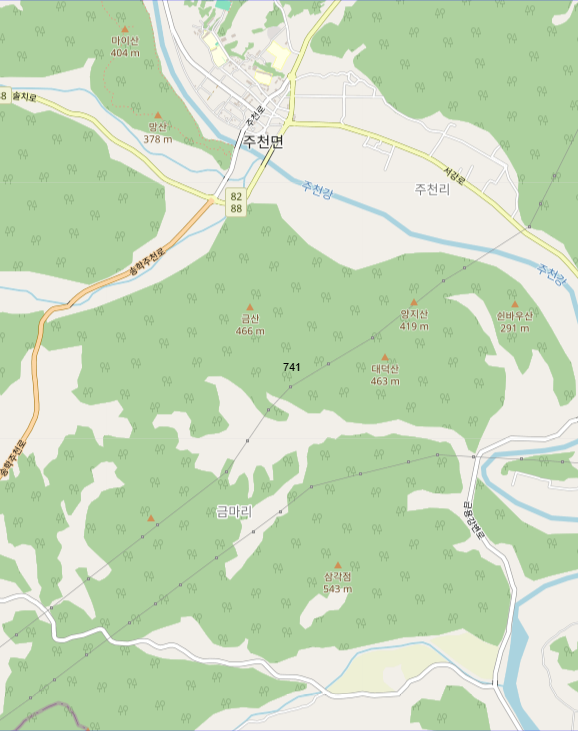 마이산
404 m
8
솔치로
망산
378 m
주천로
주천면
82
88
주천강
주천리
서강로
송학주천로
주천강
금산
466 m
양지산
419 m
쉰바우산
291 m
741
대덕산
463 m
송학주천로
금마리
금용강변로
삼각점
543 m